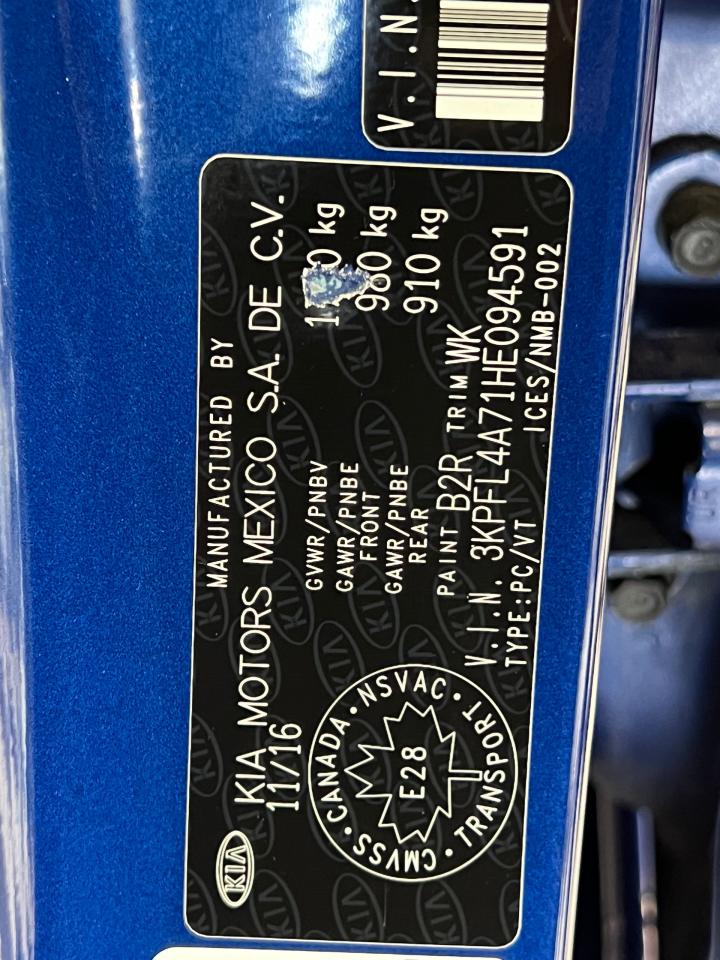 V.I.N.
MANUFACTURED BY
KIA KIA MOTORS MEXICO S.A. DE C.V.
11/16
GVWR/PNBV
GAWR/PNBE 980 kg
FRONT
GAWR/PNBE 910 kg
REAR
PAINT B2R TRIM WK
V.I.N. 3KPFL4A71HE094591
TYPE:PC/VT ICES/NMB-002
CMVSS · CANADA · NSVAC · TRANSPORT ·
E28